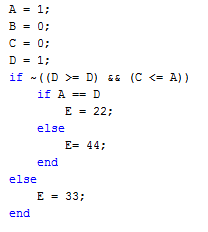 A = 1;
B = 0;
C = 0;
D = 1;
if ~((D >= D) && (C <= A))
if A == D
E = 22;
else
E= 44;
end
else
E = 33;
end